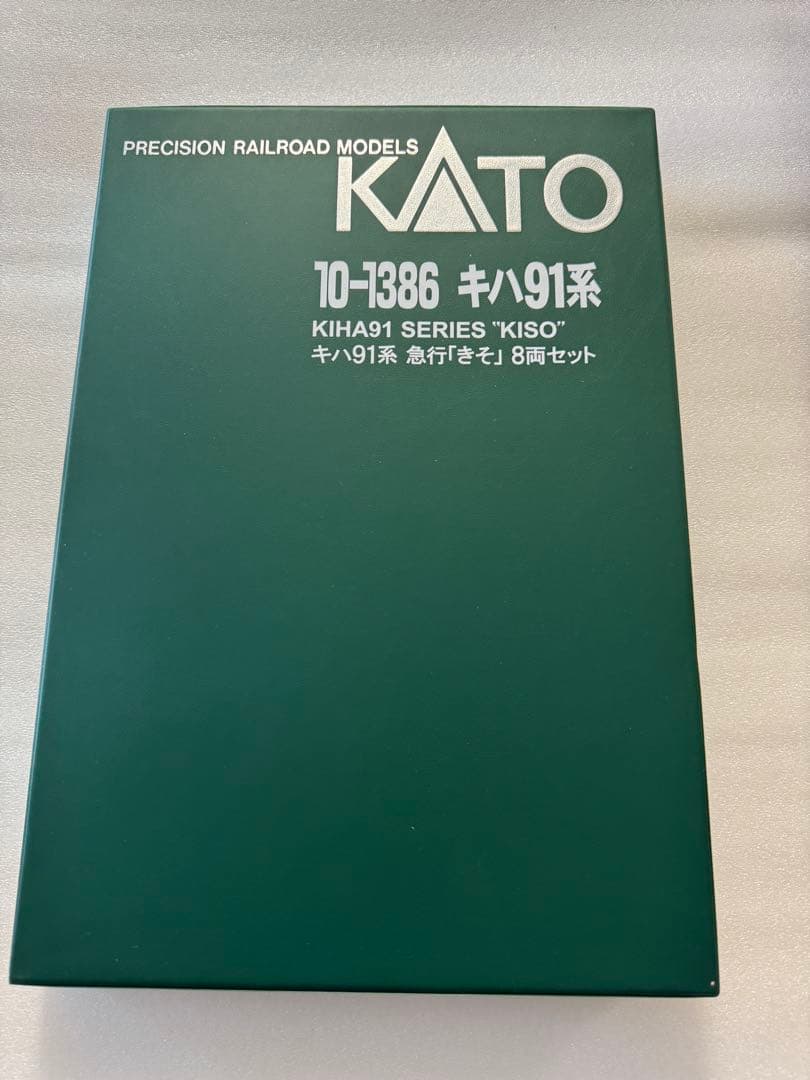 PRECISION RAILROAD MODELS
KATO
10-1386 キハ91系
KIHA91 SERIES "KISO"
キハ91系 急行「きそ」 8両セット